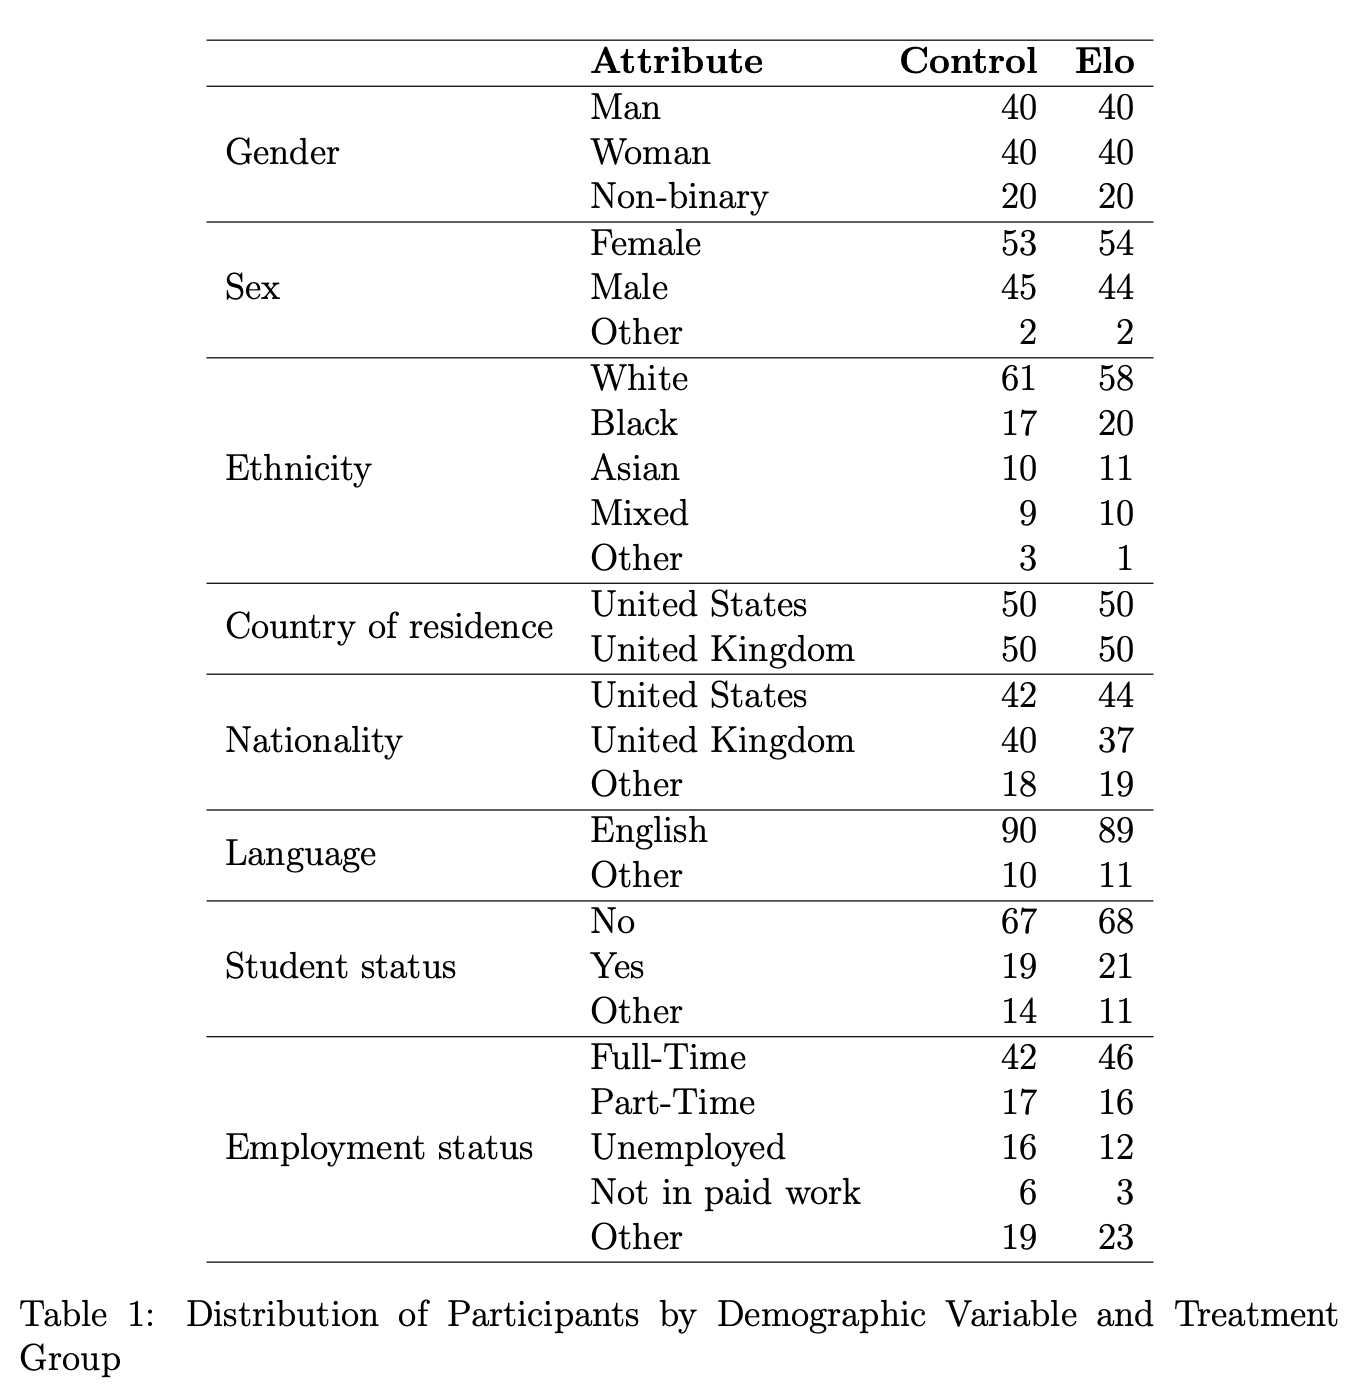 Attribute Control Elo
Man 40 40
Gender Woman 40 40
Non-binary 20 20
Female 53 54
Sex Male 45 44
Other 2 2
White 61 58
Black 17 20
Ethnicity Asian 10 11
Mixed 9 10
Other 3 1
Country of residence
United States 50 50
United Kingdom 50 50
United States 42 44
Nationality United Kingdom 40 37
Other 18 19
Language
English 90 89
Other 10 11
No 67 68
Student status Yes 19 21
Other 14 11
Full-Time 42 46
Part-Time 17 16
Employment status Unemployed 16 12
Not in paid work 6 3
Other 19 23
Table 1: Distribution of Participants by Demographic Variable and Treatment
Group